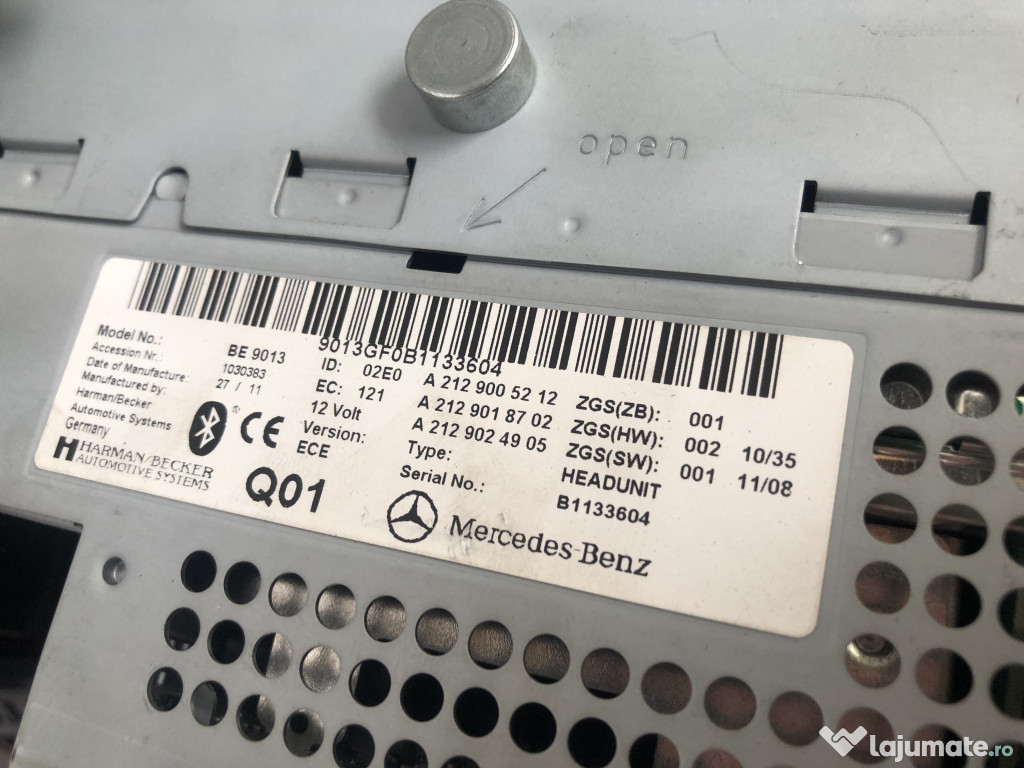 open
9013GF0B1133604
Model No.: BE 9013 ID: 02E0 A 212 900 52 12 ZGS(ZB): 001
Accession Nr.: 1030383 EC: 121 A 212 901 87 02 ZGS(HW): 002 10/35
Date of Manufacture: 27 / 11 12 Volt A 212 902 49 05 ZGS(SW): 001 11/08
Manufactured by: Version: Type: HEADUNIT
Harman/Becker ECE Serial No.: B1133604
Automotive Systems
Germany
HARMAN/BECKER
AUTOMOTIVE SYSTEMS
® CE
Q01
Mercedes-Benz
lajumate.ro